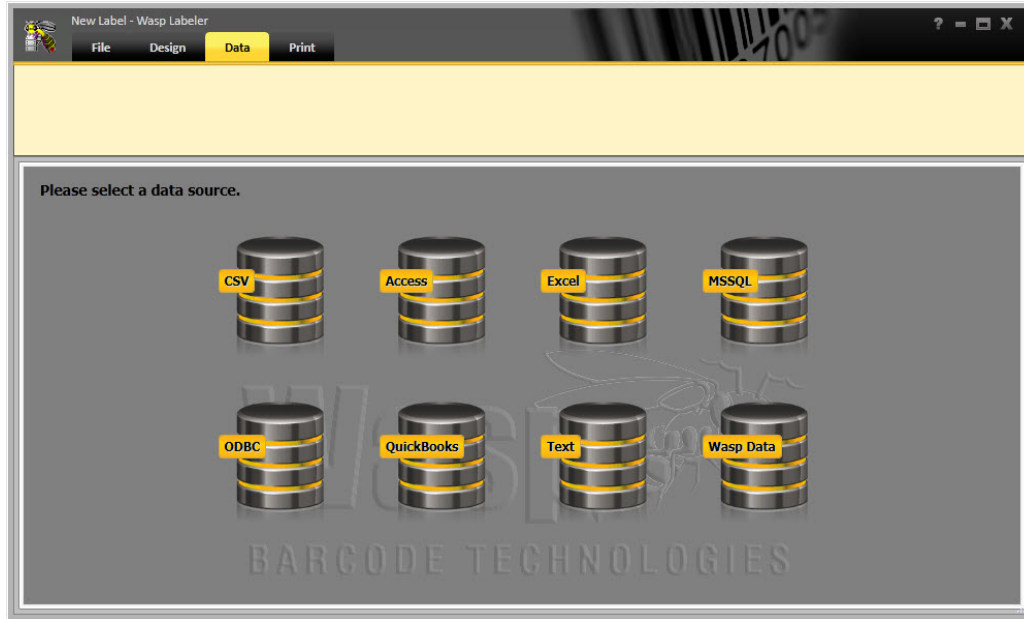 New Label - Wasp Labeler
File Design Data Print
Please select a data source.
CSV Access Excel MSSQL
ODBC QuickBooks Text Wasp Data
Wasp
BARCODE TECHNOLOGIES